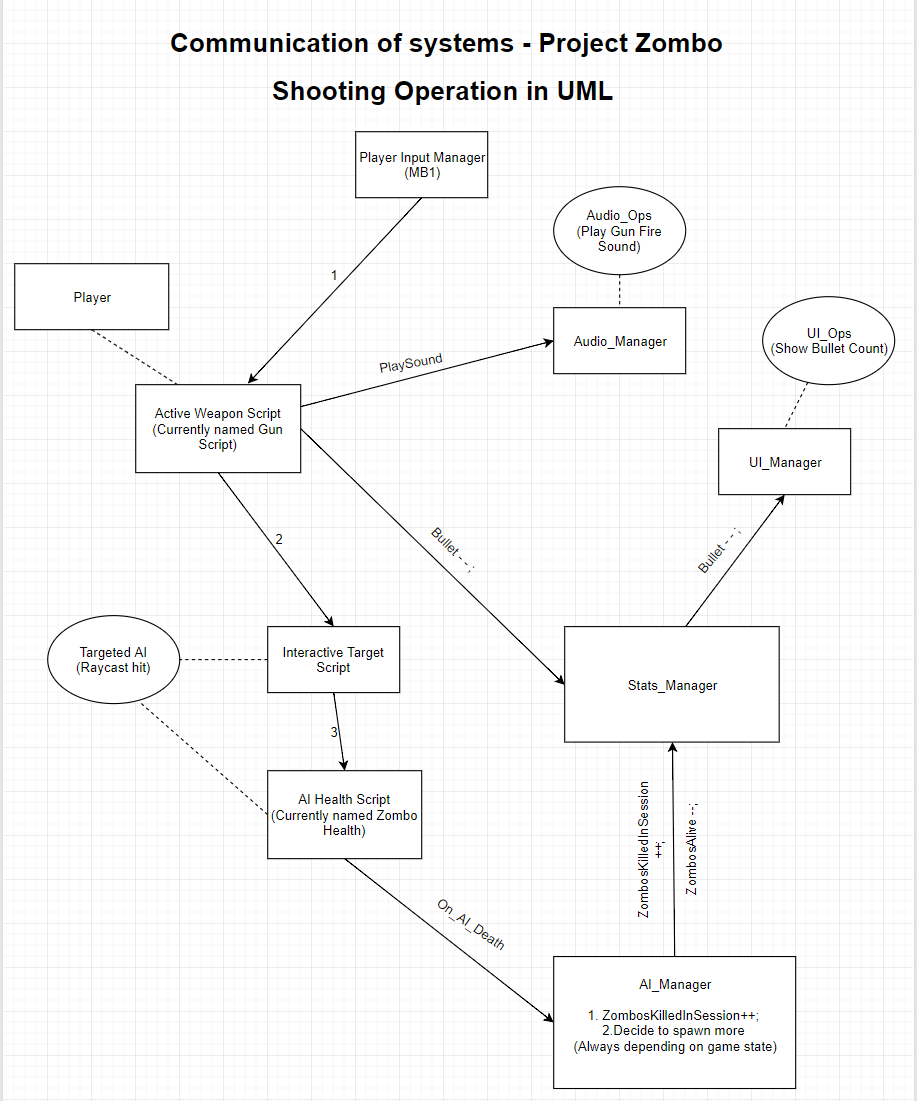 Communication of systems - Project Zombo
Shooting Operation in UML
Player Input Manager
(MB1)
Audio_Ops
(Play Gun Fire
Sound)
1
Player
Audio_Manager
UI_Ops
(Show Bullet Count)
PlaySound
Active Weapon Script
(Currently named Gun
Script)
UI_Manager
2
Bullet - - ;
Bullet - - ;
Targeted AI
(Raycast hit)
Interactive Target
Script
Stats_Manager
3
AI Health Script
(Currently named Zombo
Health)
ZombosKilledInSession
++;
ZombosAlive --;
On_AI_Death
AI_Manager
1. ZombosKilledInSession++;
2.Decide to spawn more
(Always depending on game state)